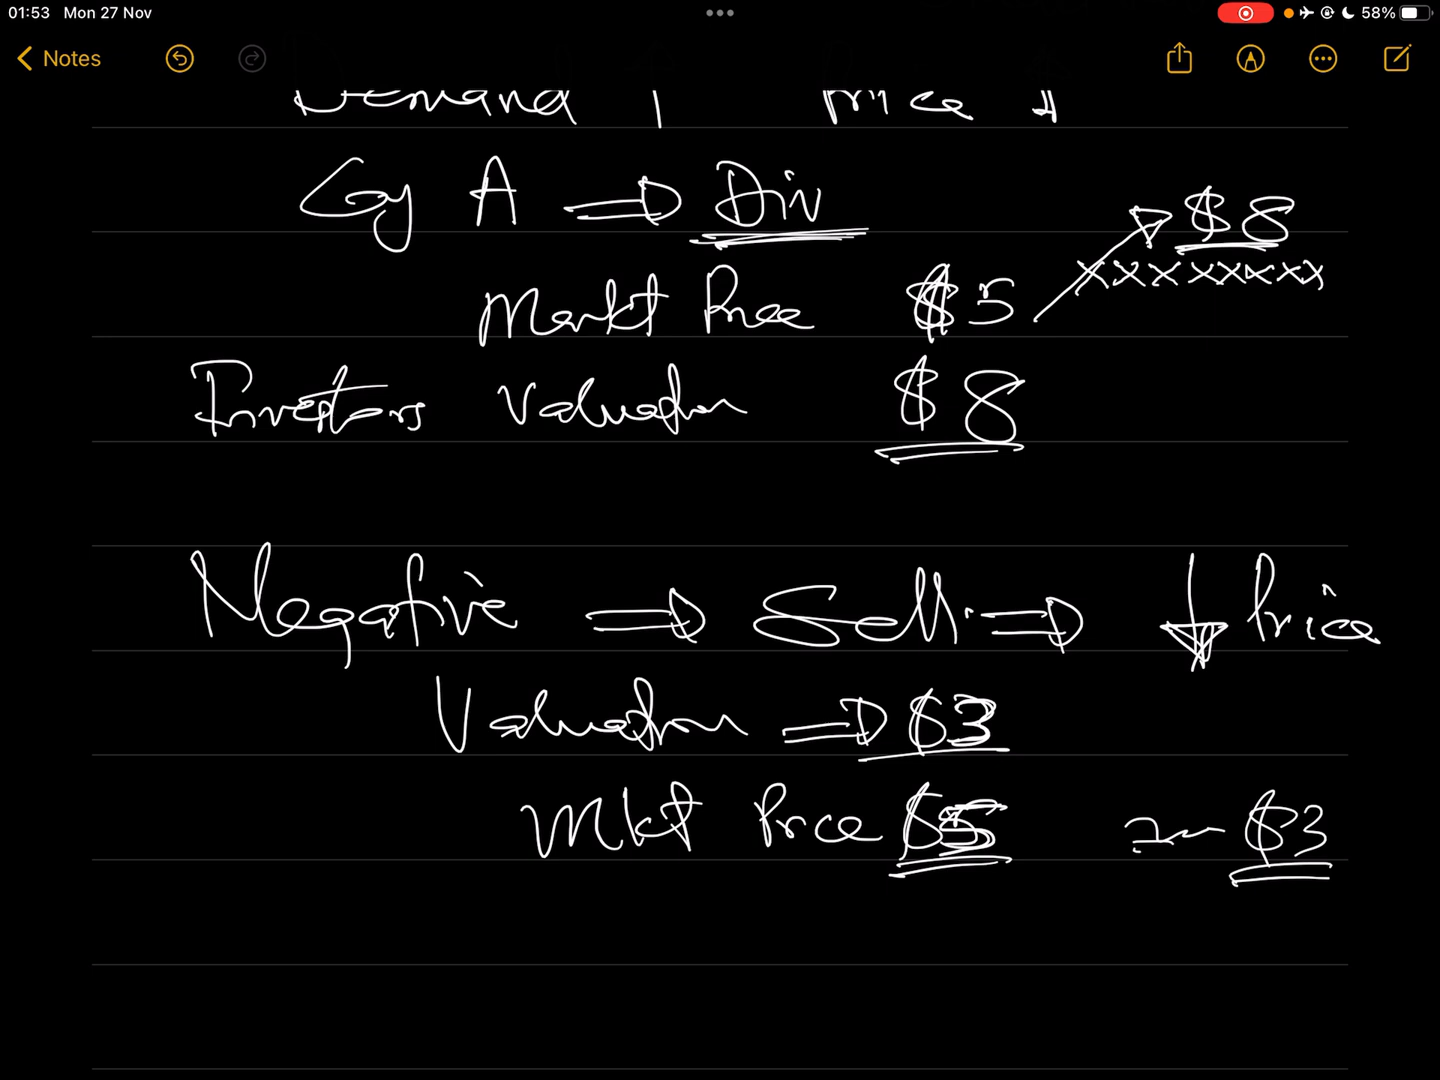 01:53 Mon 27 Nov 58%
Notes
Demand Price
Coy A ⇒ Div
$8
xxxxxxxx
Markt Price $5
Investors Valuation $8
Negative ⇒ Sell ⇒ ↓ Price
Valuation ⇒ $3
Mkt Price $5 $3